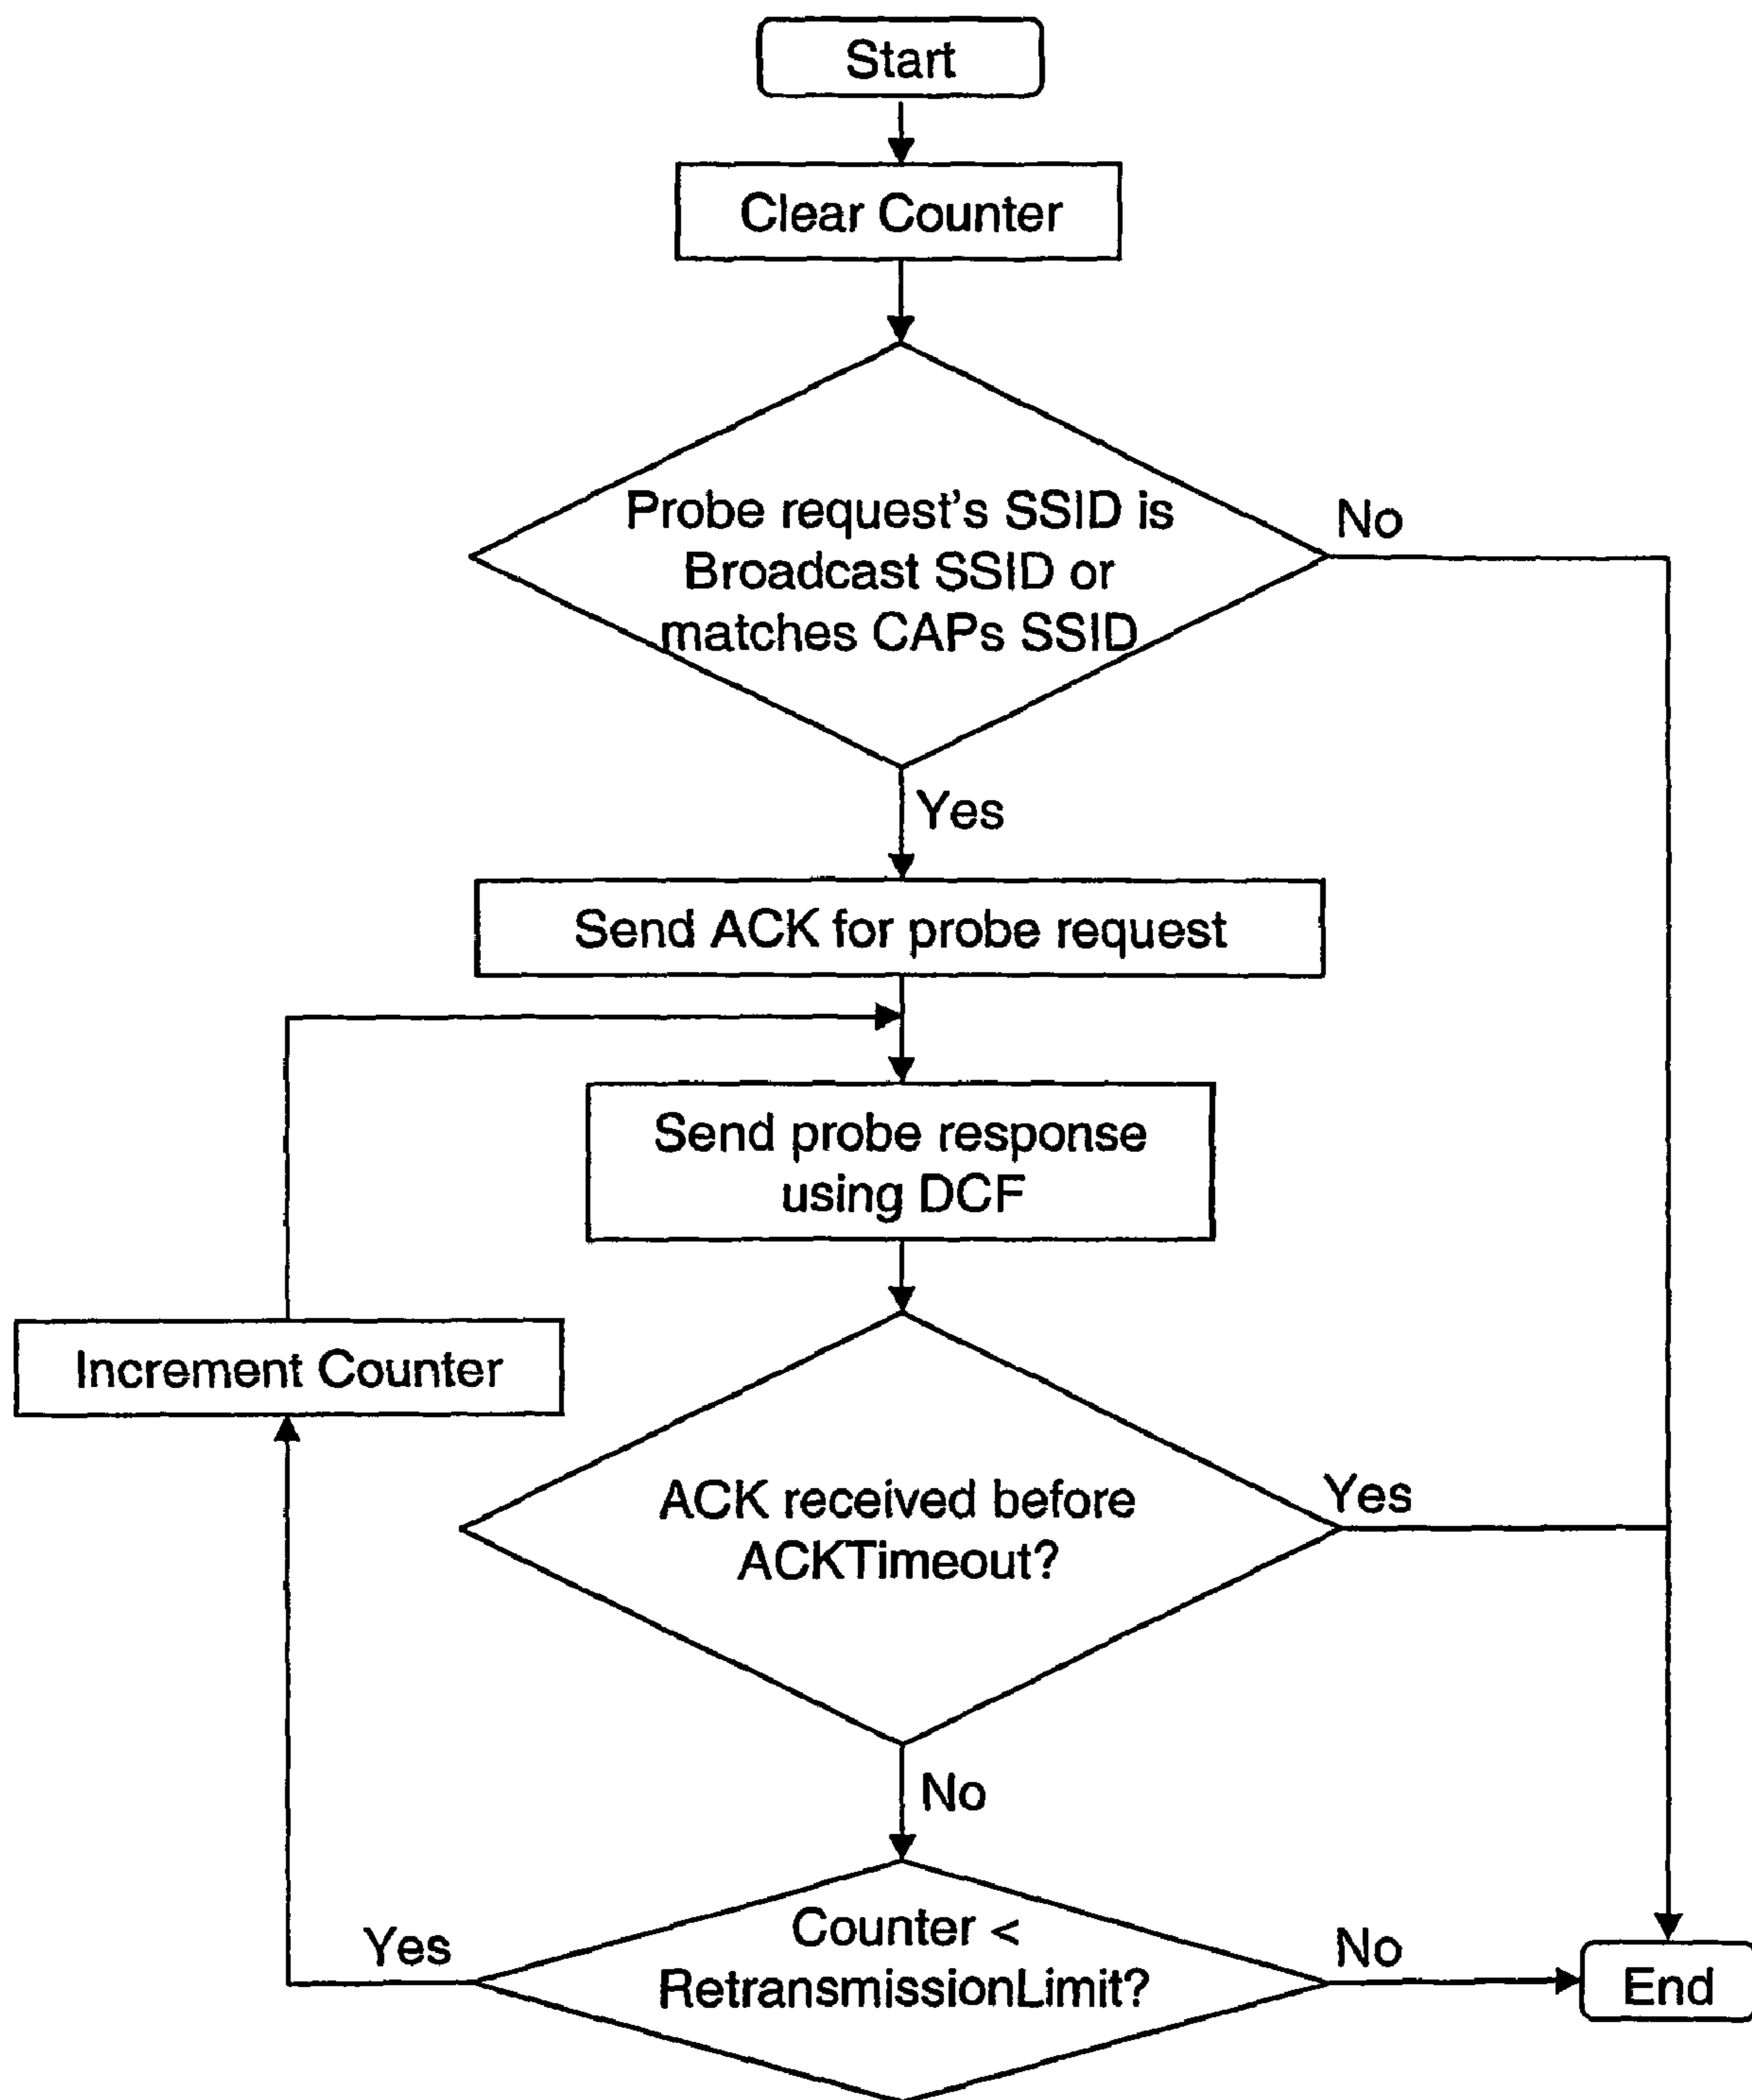 Start
Clear Counter
Probe request's SSID is
Broadcast SSID or
matches CAPs SSID
No
Yes
Send ACK for probe request
Send probe response
using DCF
Increment Counter
ACK received before
ACKTimeout?
Yes
No
Counter <
RetransmissionLimit?
Yes
No
End